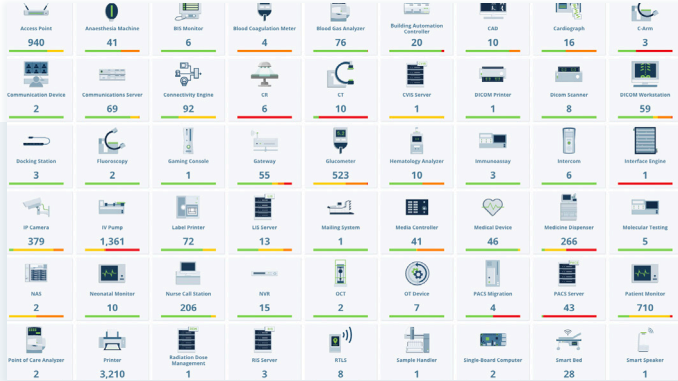 Access Point
940
Anaesthesia Machine
41
BIS Monitor
6
Blood Coagulation Meter
4
Blood Gas Analyzer
76
Building Automation
Controller
20
CAD
10
Cardiograph
16
C-Arm
3
Communication Device
2
Communications Server
69
Connectivity Engine
92
CR
6
CT
10
CVIS Server
1
DICOM Printer
1
Dicom Scanner
8
DICOM Workstation
59
Docking Station
3
Fluoroscopy
2
Gaming Console
1
Gateway
55
Glucometer
523
Hematology Analyzer
10
Immunoassay
3
Intercom
6
Interface Engine
1
IP Camera
379
IV Pump
1,361
Label Printer
72
LIS Server
13
Mailing System
1
Media Controller
41
Medical Device
46
Medicine Dispenser
266
Molecular Testing
5
NAS
2
Neonatal Monitor
10
Nurse Call Station
206
NVR
15
OCT
2
OT Device
7
PACS Migration
4
PACS Server
43
Patient Monitor
710
Point of Care Analyzer
2
Printer
3,210
Radiation Dose
Management
1
RIS Server
3
RTLS
8
Sample Handler
1
Single-Board Computer
2
Smart Bed
28
Smart Speaker
1